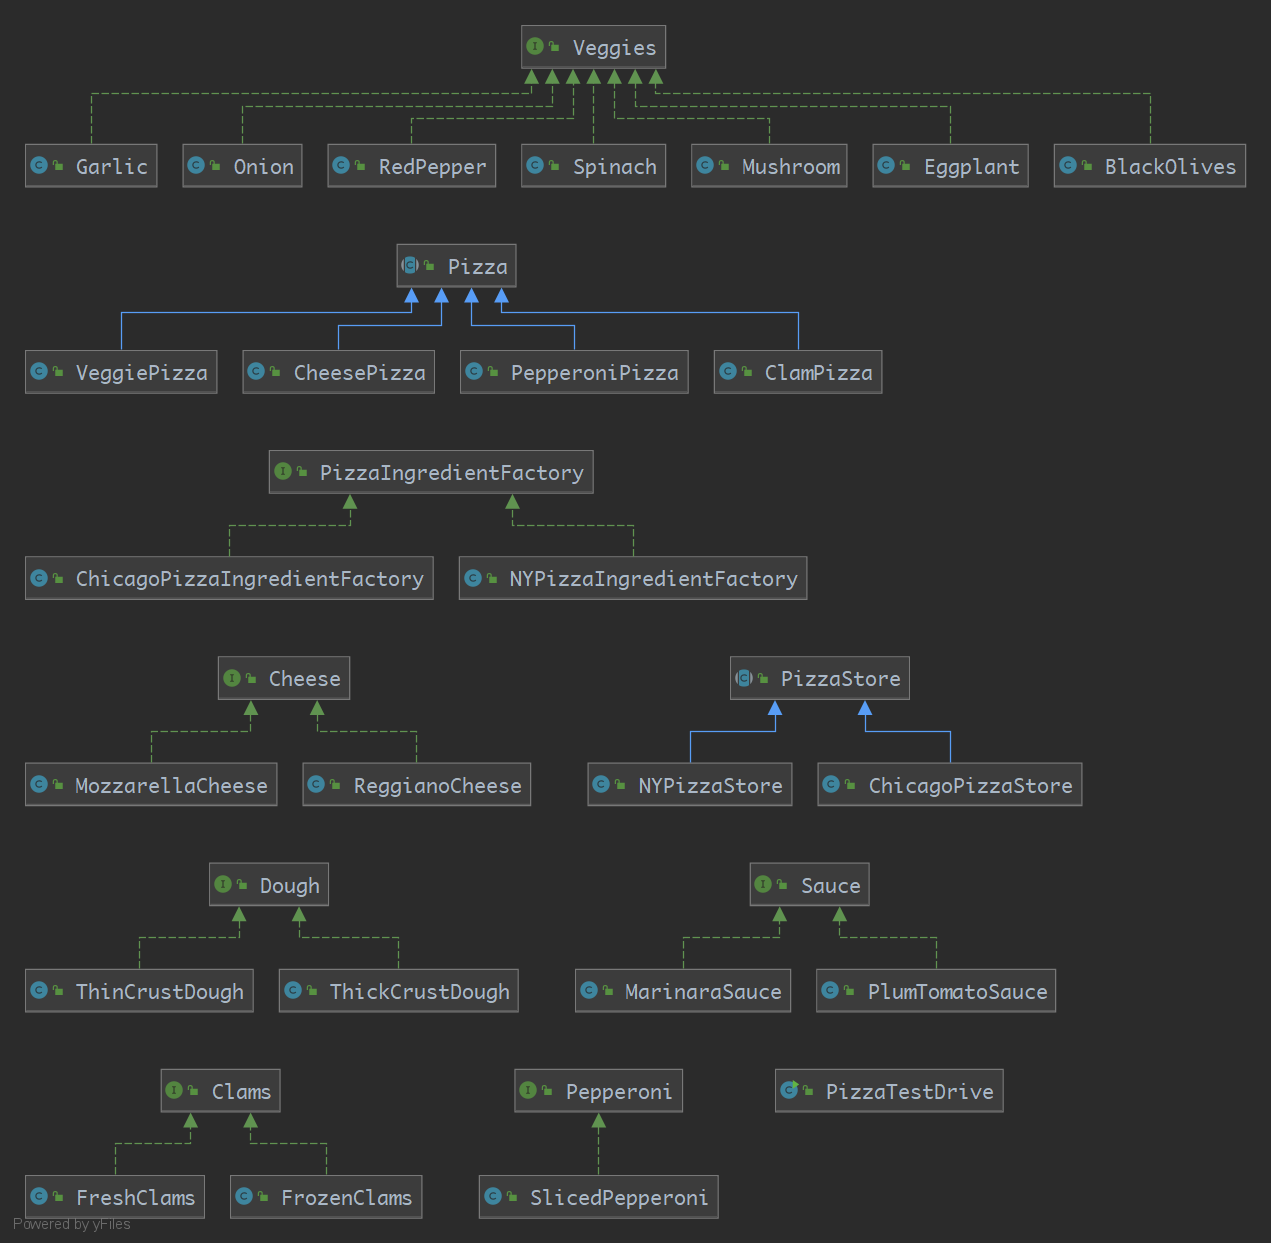 Veggies
Garlic Onion RedPepper Spinach Mushroom Eggplant BlackOlives
Pizza
VeggiePizza CheesePizza PepperoniPizza ClamPizza
PizzaIngredientFactory
ChicagoPizzaIngredientFactory NYPizzaIngredientFactory
Cheese PizzaStore
MozzarellaCheese ReggianoCheese NYPizzaStore ChicagoPizzaStore
Dough Sauce
ThinCrustDough ThickCrustDough MarinaraSauce PlumTomatoSauce
Clams Pepperoni PizzaTestDrive
FreshClams FrozenClams SlicedPepperoni
Powered by yFiles